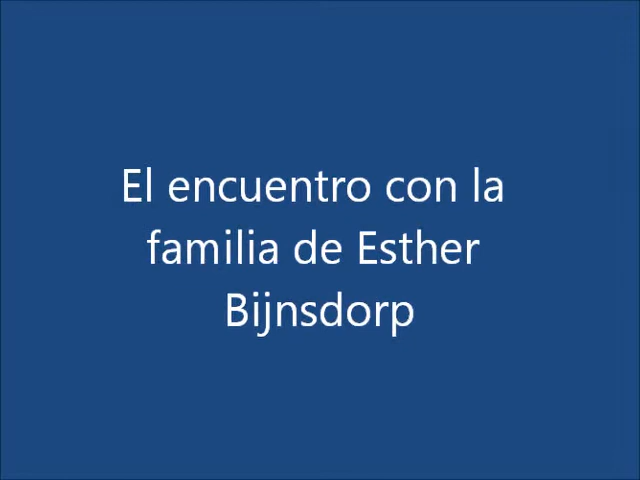 El encuentro con la
familia de Esther
Bijnsdorp